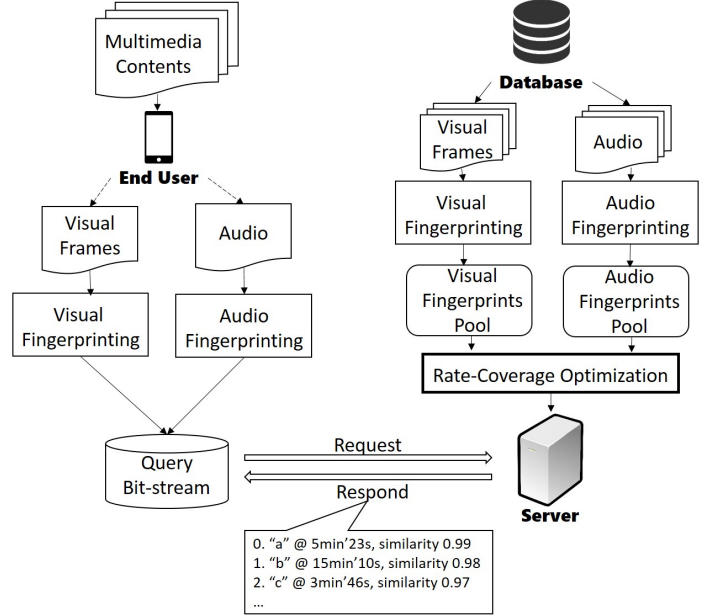 Multimedia
Contents
End User
Visual
Frames
Audio
Visual
Fingerprinting
Audio
Fingerprinting
Query
Bit-stream
Database
Visual
Frames
Audio
Visual
Fingerprinting
Audio
Fingerprinting
Visual
Fingerprints
Pool
Audio
Fingerprints
Pool
Rate-Coverage Optimization
Server
Request
Respond
0. “a” @ 5min’23s, similarity 0.99
1. “b” @ 15min’10s, similarity 0.98
2. “c” @ 3min’46s, similarity 0.97
...